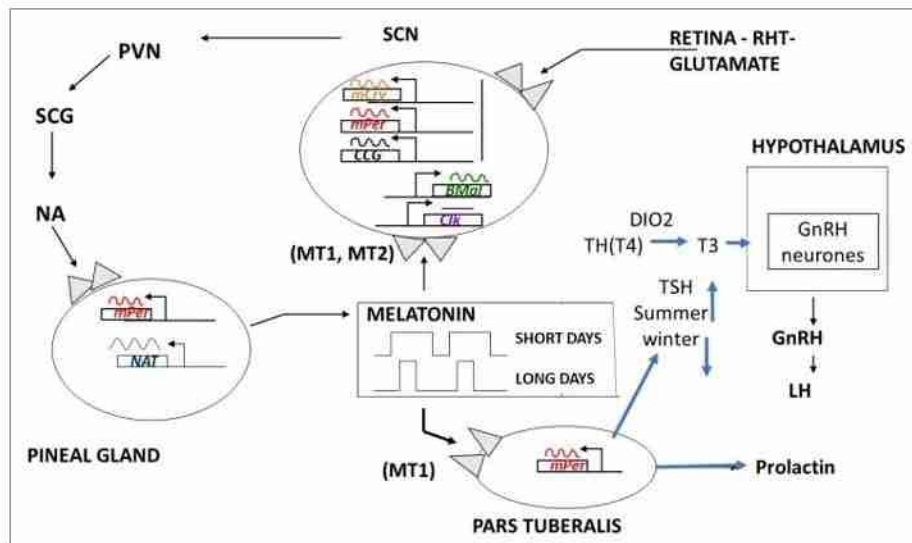 SCN
RETINA - RHT-
GLUTAMATE
PVN
SCG
NA
mCry
mPer
CCG
BMal
Clk
(MT1, MT2)
HYPOTHALAMUS
GnRH
neurones
DIO2
TH(T4)
T3
TSH
Summer
winter
GnRH
LH
mPer
NAT
PINEAL GLAND
MELATONIN
SHORT DAYS
LONG DAYS
(MT1)
mPer
PARS TUBERALIS
Prolactin